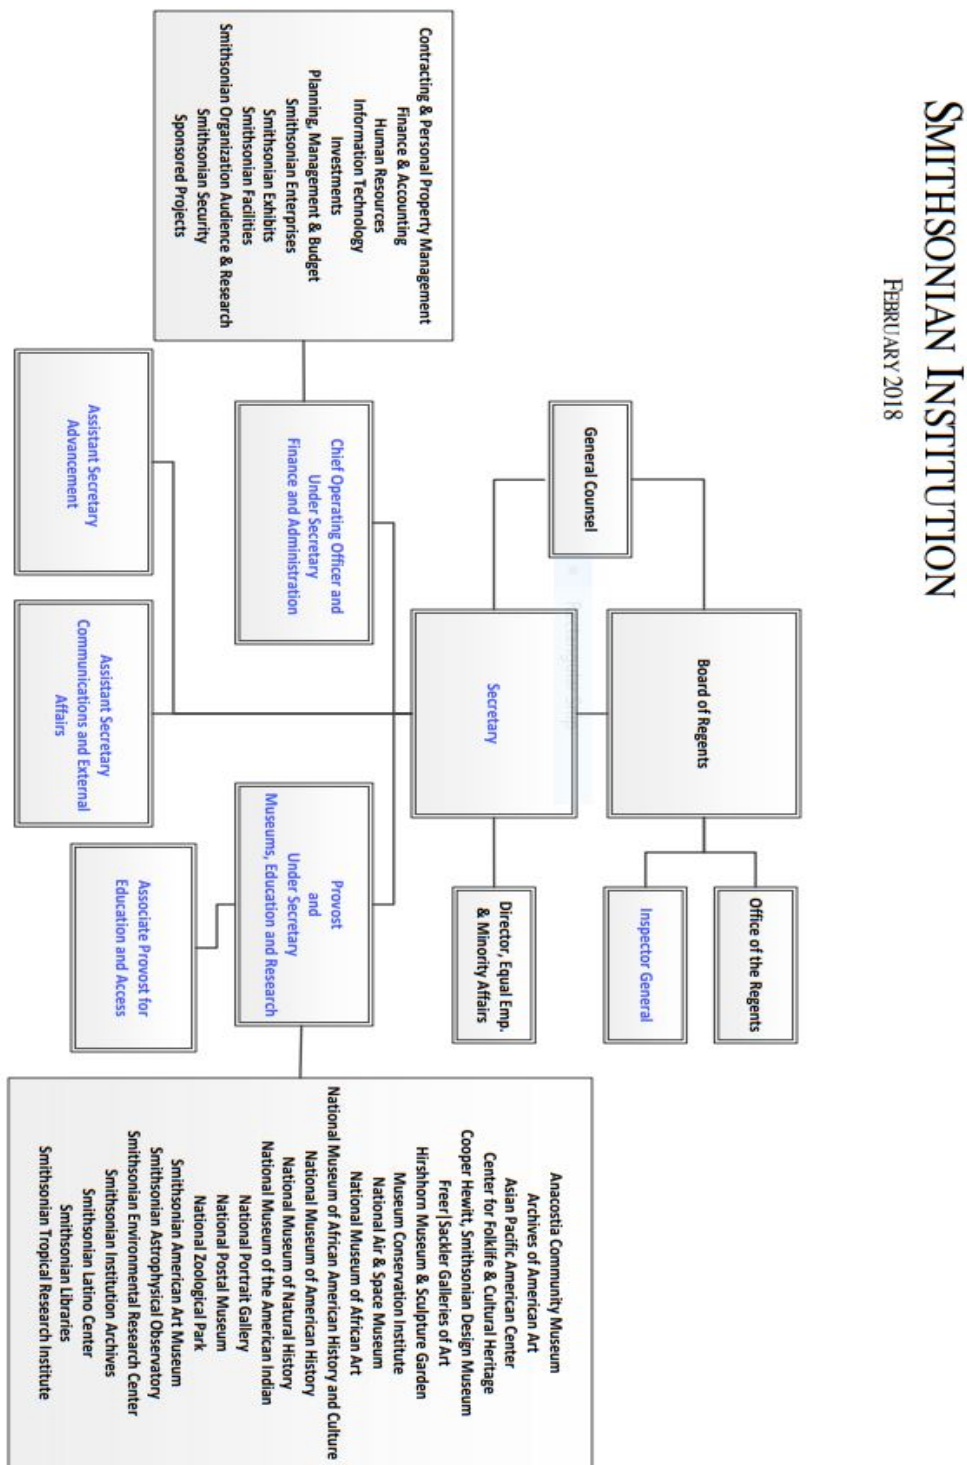 SMITHSONIAN INSTITUTION
FEBRUARY 2018
Board of Regents
Office of the Regents
Inspector General
General Counsel
Secretary
Director, Equal Emp.
& Minority Affairs
Chief Operating Officer and
Under Secretary
Finance and Administration
Provost
and
Under Secretary
Museums, Education and Research
Assistant Secretary
Advancement
Assistant Secretary
Communications and External
Affairs
Associate Provost for
Education and Access
Contracting & Personal Property Management
Finance & Accounting
Human Resources
Information Technology
Investments
Planning, Management & Budget
Smithsonian Enterprises
Smithsonian Exhibits
Smithsonian Facilities
Smithsonian Organization Audience & Research
Smithsonian Security
Sponsored Projects
Anacostia Community Museum
Archives of American Art
Asian Pacific American Center
Center for Folklife & Cultural Heritage
Cooper Hewitt, Smithsonian Design Museum
Freer|Sackler Galleries of Art
Hirshhorn Museum & Sculpture Garden
Museum Conservation Institute
National Air & Space Museum
National Museum of African Art
National Museum of African American History and Culture
National Museum of American History
National Museum of Natural History
National Museum of the American Indian
National Portrait Gallery
National Postal Museum
National Zoological Park
Smithsonian American Art Museum
Smithsonian Astrophysical Observatory
Smithsonian Environmental Research Center
Smithsonian Institution Archives
Smithsonian Latino Center
Smithsonian Libraries
Smithsonian Tropical Research Institute